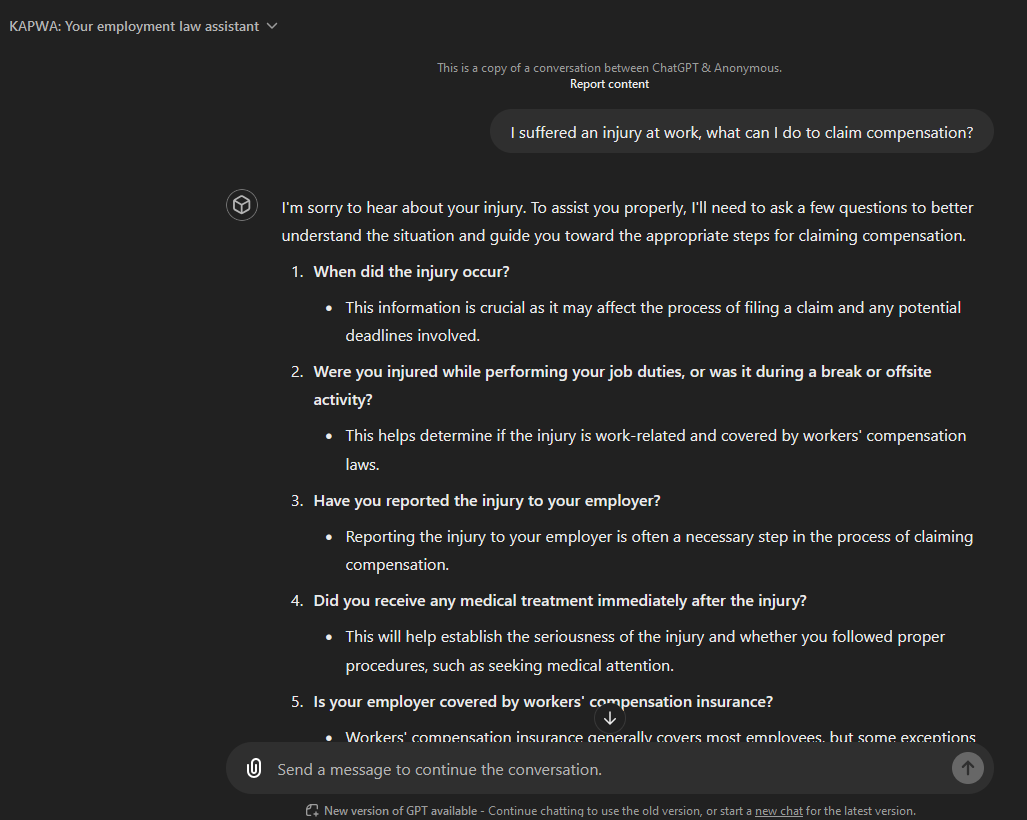 KAPWA: Your employment law assistant
This is a copy of a conversation between ChatGPT & Anonymous.
Report content
I suffered an injury at work, what can I do to claim compensation?
I'm sorry to hear about your injury. To assist you properly, I'll need to ask a few questions to better
understand the situation and guide you toward the appropriate steps for claiming compensation.
1. When did the injury occur?
• This information is crucial as it may affect the process of filing a claim and any potential
deadlines involved.
2. Were you injured while performing your job duties, or was it during a break or offsite
activity?
• This helps determine if the injury is work-related and covered by workers' compensation
laws.
3. Have you reported the injury to your employer?
• Reporting the injury to your employer is often a necessary step in the process of claiming
compensation.
4. Did you receive any medical treatment immediately after the injury?
• This will help establish the seriousness of the injury and whether you followed proper
procedures, such as seeking medical attention.
5. Is your employer covered by workers' compensation insurance?
• Workers' compensation insurance generally covers most employees, but some exceptions
Send a message to continue the conversation.
New version of GPT available - Continue chatting to use the old version, or start a new chat for the latest version.